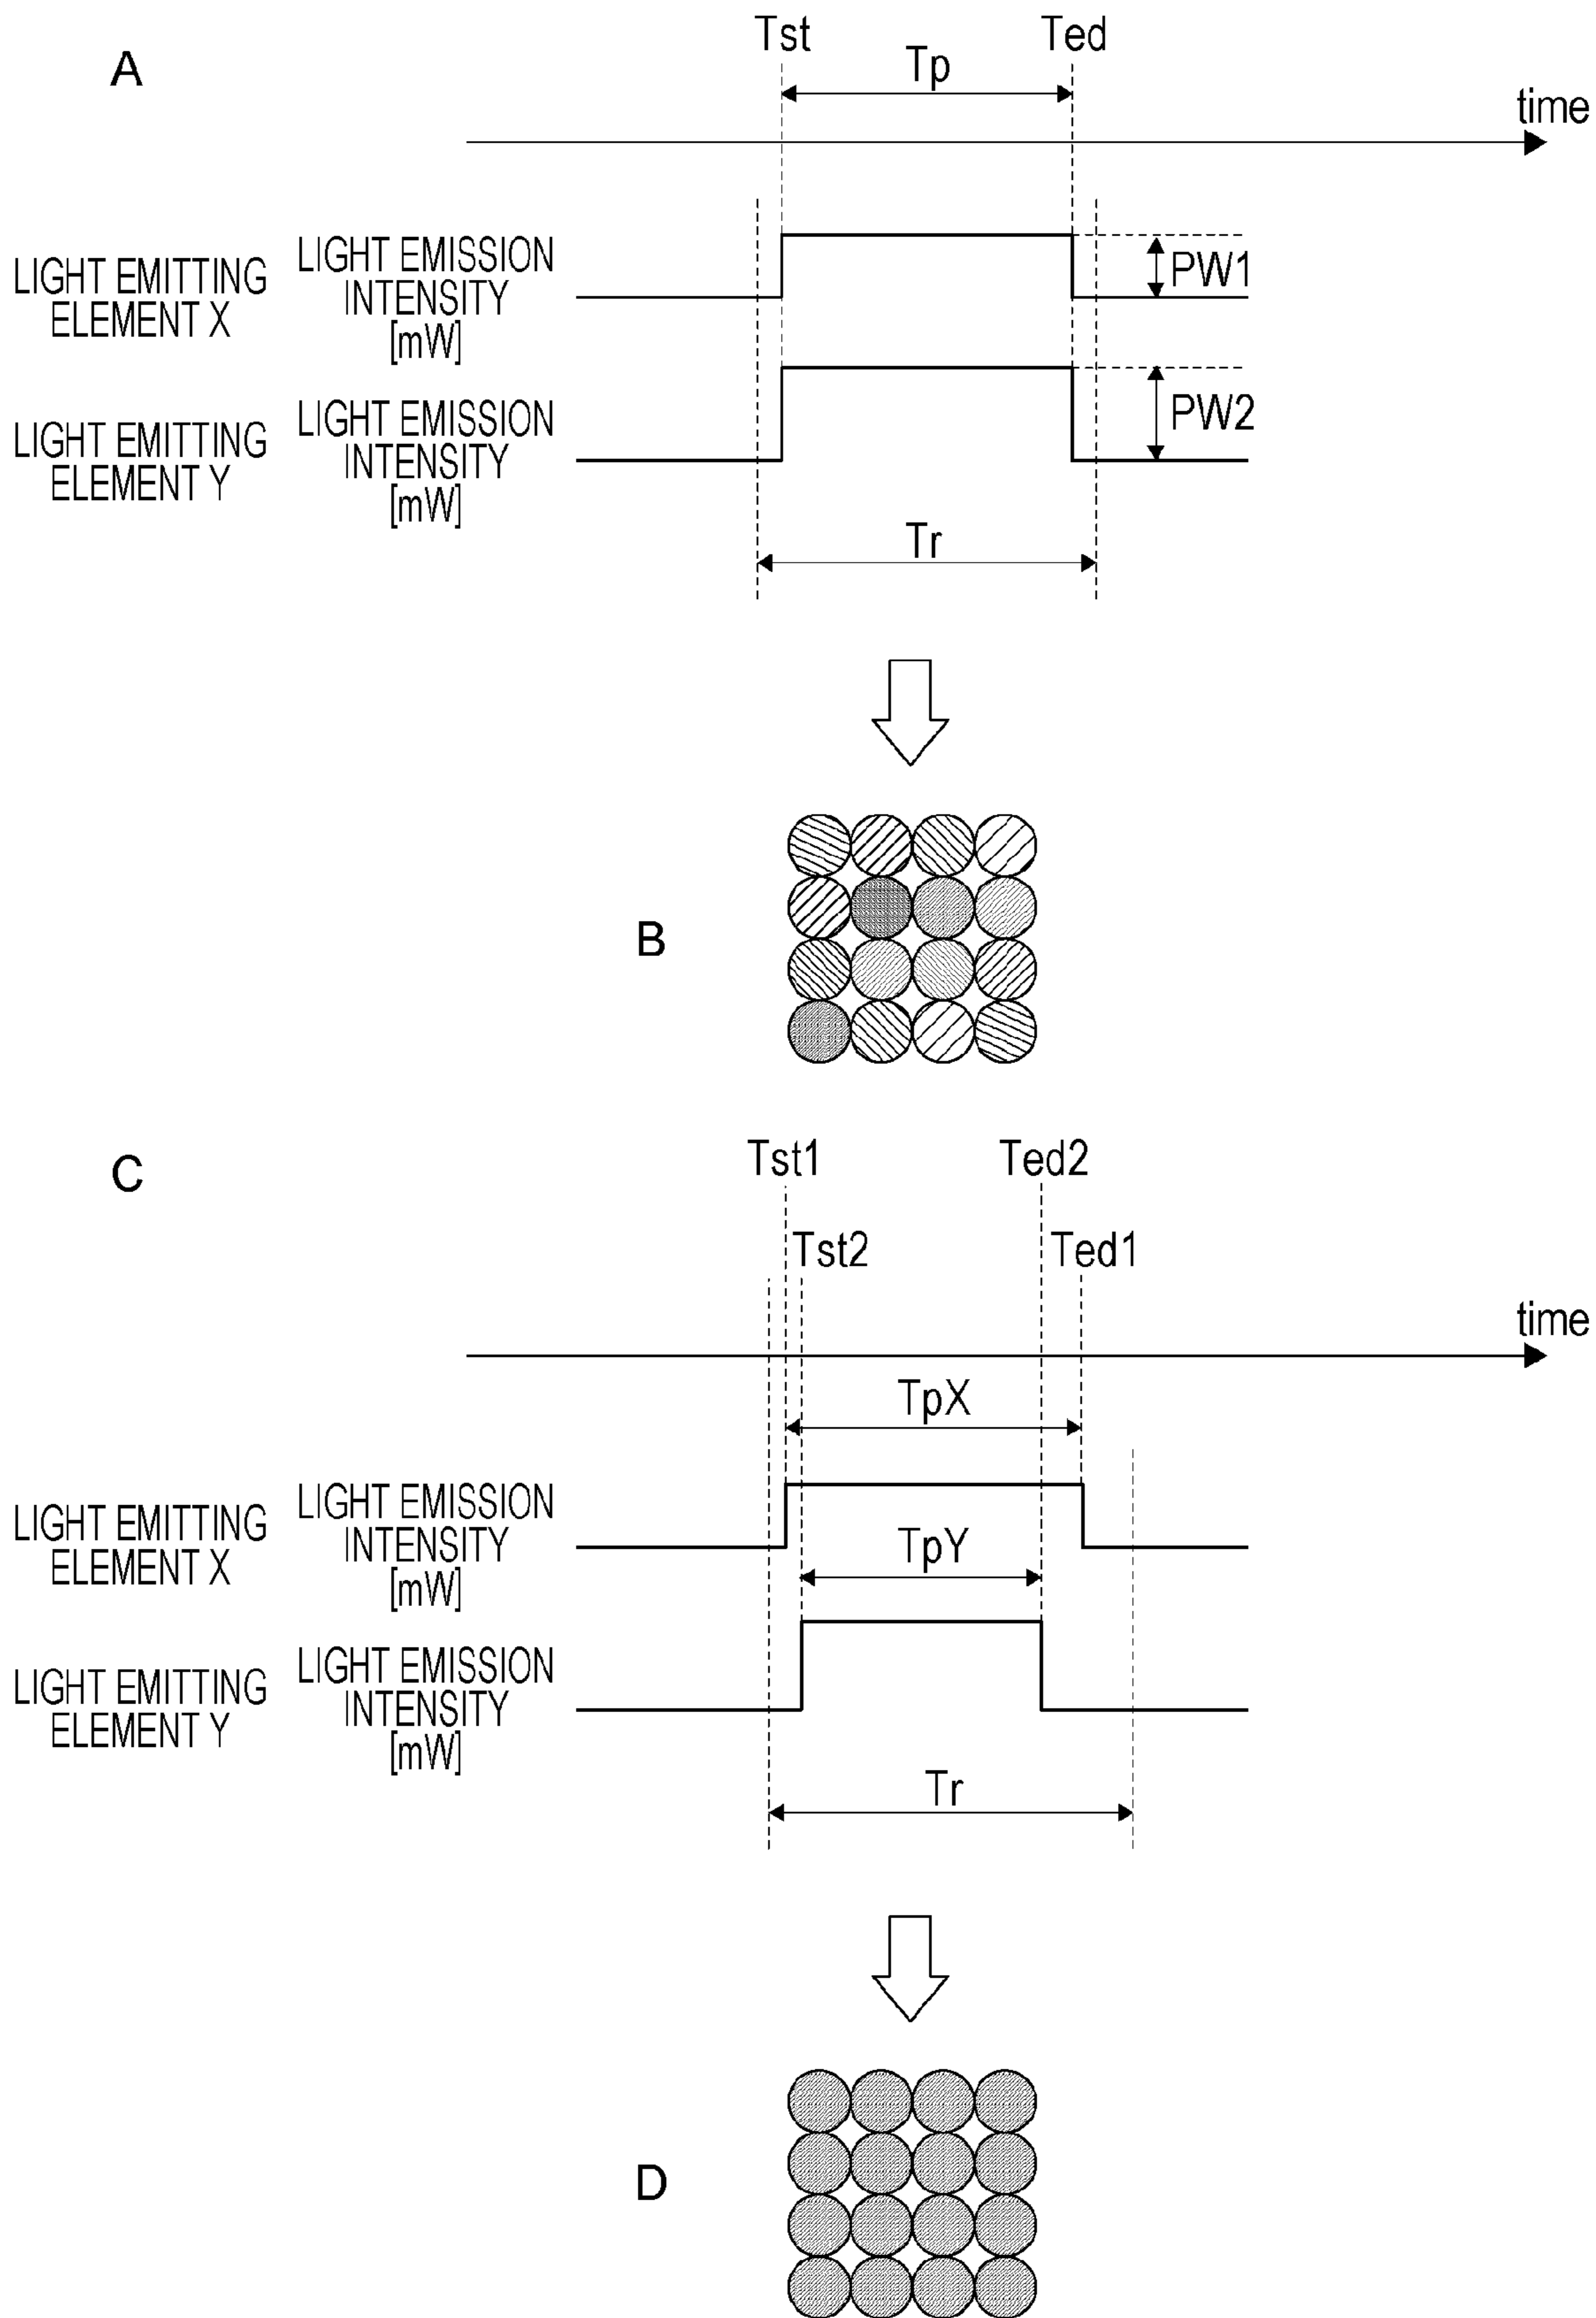 A
Tst
Ted
Tp
time
LIGHT EMITTING
ELEMENT X
LIGHT EMISSION
INTENSITY
[mW]
PW1
LIGHT EMITTING
ELEMENT Y
LIGHT EMISSION
INTENSITY
[mW]
PW2
Tr
B
C
Tst1
Ted2
Tst2
Ted1
time
TpX
LIGHT EMITTING
ELEMENT X
LIGHT EMISSION
INTENSITY
[mW]
TpY
LIGHT EMITTING
ELEMENT Y
LIGHT EMISSION
INTENSITY
[mW]
Tr
D